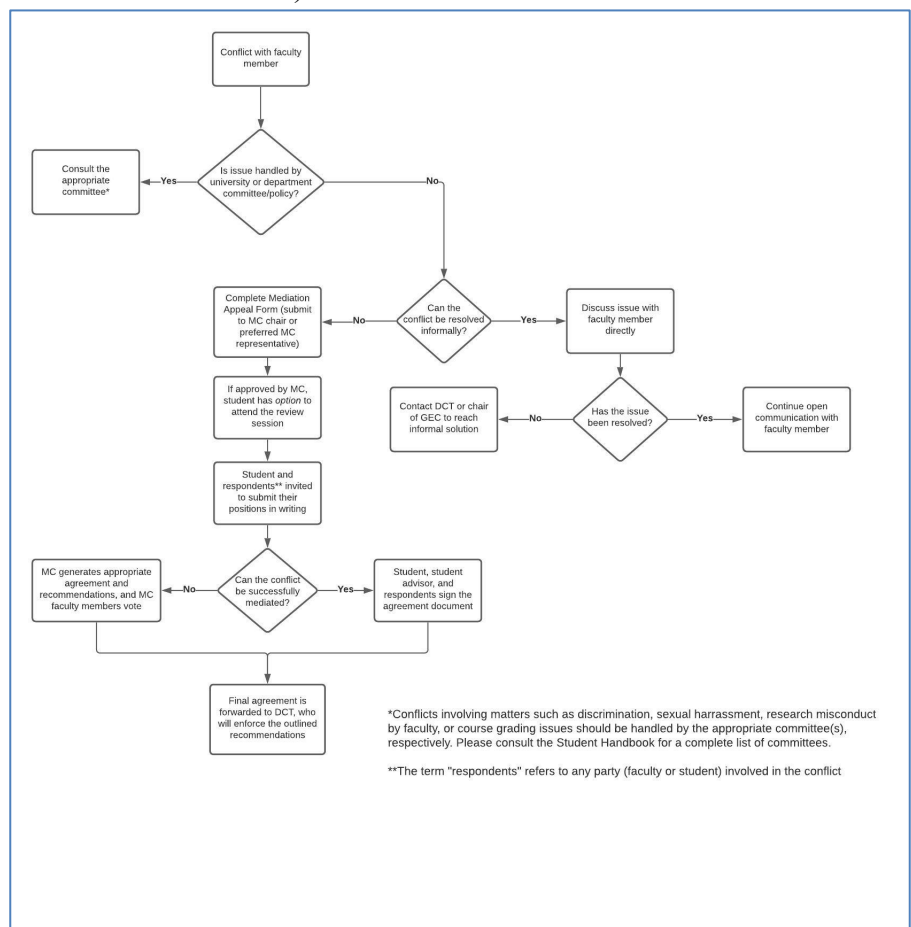 Conflict with faculty
member
Is issue handled by
university or department
committee/policy?
Yes
No
Consult the
appropriate
committee*
Can the
conflict be resolved
informally?
No
Yes
Complete Mediation
Appeal Form (submit
to MC chair or
preferred MC
representative)
Discuss issue with
faculty member
directly
If approved by MC,
student has option to
attend the review
session
Contact DCT or chair
of GEC to reach
informal solution
No
Has the issue
been resolved?
Yes
Continue open
communication with
faculty member
Student and
respondents** invited
to submit their
positions in writing
MC generates appropriate
agreement and
recommendations, and MC
faculty members vote
No
Can the conflict
be successfully
mediated?
Yes
Student, student
advisor, and
respondents sign the
agreement document
Final agreement is
forwarded to DCT, who
will enforce the outlined
recommendations
*Conflicts involving matters such as discrimination, sexual harrassment, research misconduct
by faculty, or course grading issues should be handled by the appropriate committee(s),
respectively. Please consult the Student Handbook for a complete list of committees.
**The term "respondents" refers to any party (faculty or student) involved in the conflict